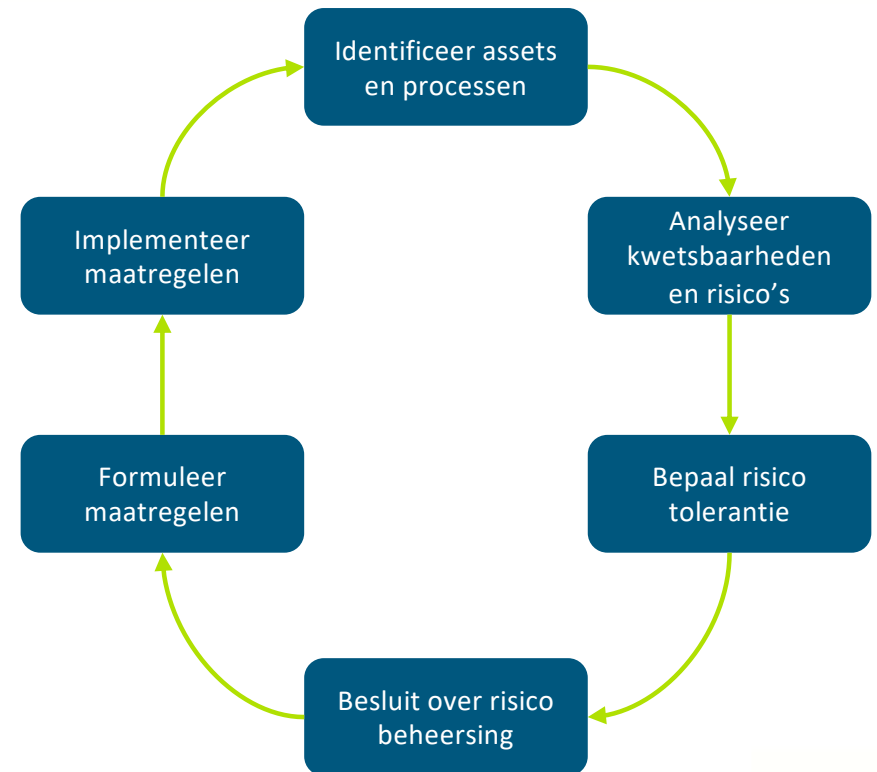 Identificeer assets
en processen
Analyseer
kwetsbaarheden
en risico’s
Bepaal risico
tolerantie
Besluit over risico
beheersing
Formuleer
maatregelen
Implementeer
maatregelen